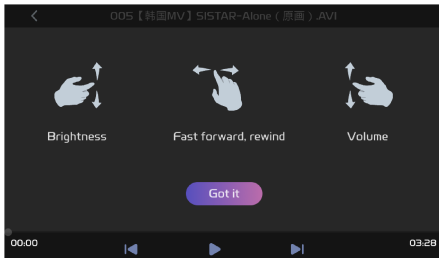 005【韩国MV】SISTAR-Alone（原画）.AVI
Brightness
Fast forward, rewind
Volume
Got it
00:00
03:28